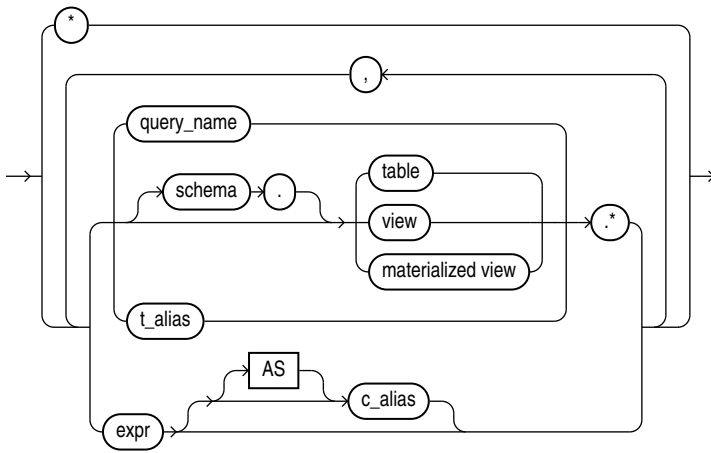 *
,
query_name
table
schema .
view
.*
materialized view
t_alias
AS
c_alias
expr